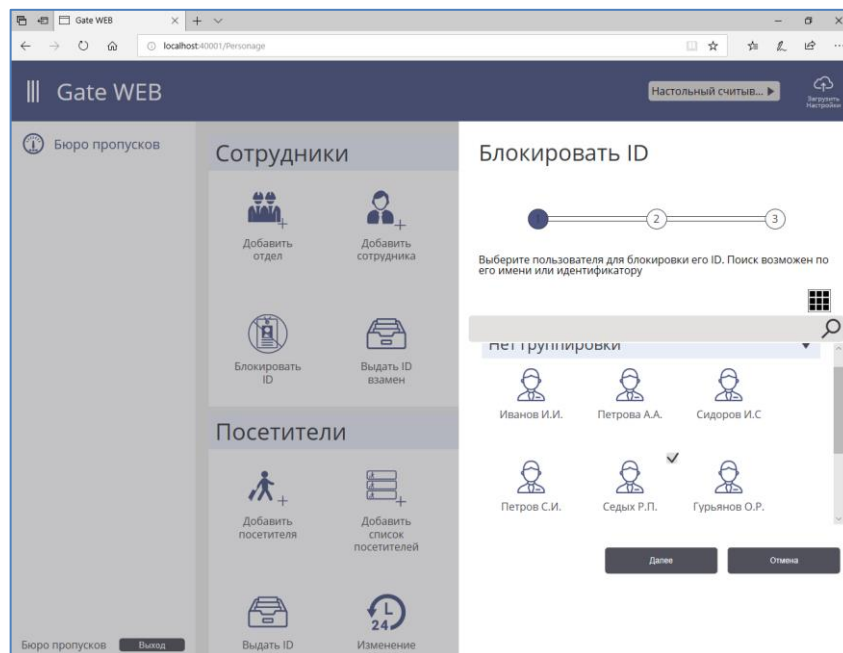 Gate WEB
localhost:40001/Personage
Gate WEB
Настольный считыв...
Загрузить
Настройки
Бюро пропусков
Сотрудники
Добавить
отдел
Добавить
сотрудника
Блокировать
ID
Выдать ID
взамен
Посетители
Добавить
посетителя
Добавить
список
посетителей
Выдать ID
24
Изменение
Бюро пропусков
Выход
Блокировать ID
1
2
3
Выберите пользователя для блокировки его ID. Поиск возможен по
его имени или идентификатору
Нет группировки
Иванов И.И.
Петрова А.А.
Сидоров И.С
Петров С.И.
Седых Р.П.
Гурьянов О.Р.
Далее
Отмена